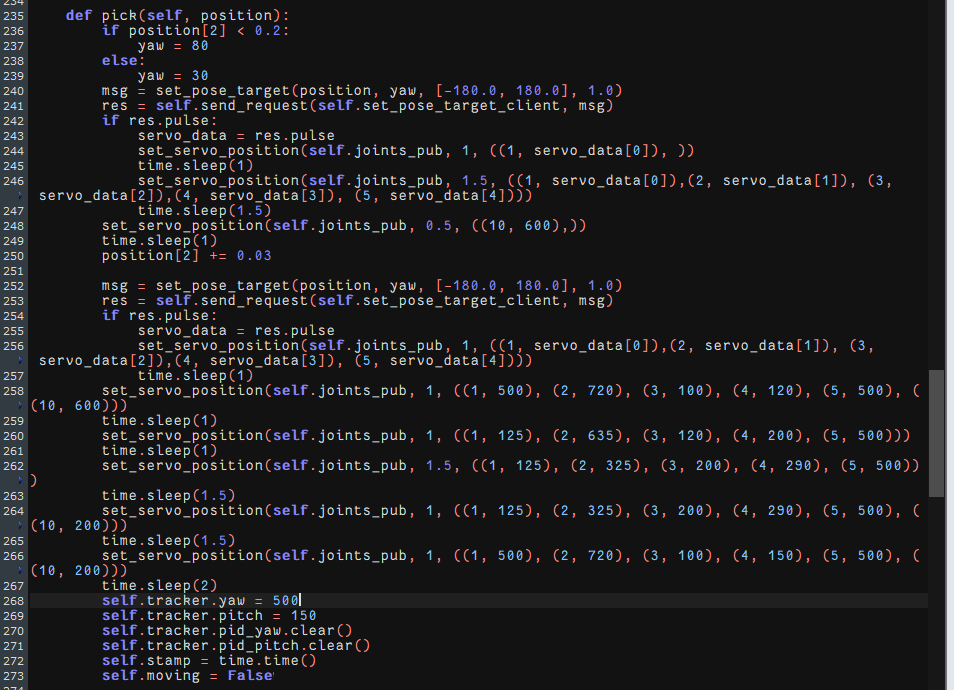 234
235     def pick(self, position):
236         if position[2] < 0.2:
237             yaw = 80
238         else:
239             yaw = 30
240         msg = set_pose_target(position, yaw, [-180.0, 180.0], 1.0)
241         res = self.send_request(self.set_pose_target_client, msg)
242         if res.pulse:
243             servo_data = res.pulse
244             set_servo_position(self.joints_pub, 1, ((1, servo_data[0]), ))
245             time.sleep(1)
246             set_servo_position(self.joints_pub, 1.5, ((1, servo_data[0]),(2, servo_data[1]), (3,
servo_data[2]),(4, servo_data[3]), (5, servo_data[4])))
247             time.sleep(1.5)
248         set_servo_position(self.joints_pub, 0.5, ((10, 600),))
249         time.sleep(1)
250         position[2] += 0.03
251
252         msg = set_pose_target(position, yaw, [-180.0, 180.0], 1.0)
253         res = self.send_request(self.set_pose_target_client, msg)
254         if res.pulse:
255             servo_data = res.pulse
256             set_servo_position(self.joints_pub, 1, ((1, servo_data[0]),(2, servo_data[1]), (3,
servo_data[2]),(4, servo_data[3]), (5, servo_data[4])))
257             time.sleep(1)
258         set_servo_position(self.joints_pub, 1, ((1, 500), (2, 720), (3, 100), (4, 120), (5, 500), (
(10, 600)))
259         time.sleep(1)
260         set_servo_position(self.joints_pub, 1, ((1, 125), (2, 635), (3, 120), (4, 200), (5, 500)))
261         time.sleep(1)
262         set_servo_position(self.joints_pub, 1.5, ((1, 125), (2, 325), (3, 200), (4, 290), (5, 500))
)
263         time.sleep(1.5)
264         set_servo_position(self.joints_pub, 1, ((1, 125), (2, 325), (3, 200), (4, 290), (5, 500), (
(10, 200)))
265         time.sleep(1.5)
266         set_servo_position(self.joints_pub, 1, ((1, 500), (2, 720), (3, 100), (4, 150), (5, 500), (
(10, 200)))
267         time.sleep(2)
268         self.tracker.yaw = 500
269         self.tracker.pitch = 150
270         self.tracker.pid_yaw.clear()
271         self.tracker.pid_pitch.clear()
272         self.stamp = time.time()
273         self.moving = False
274